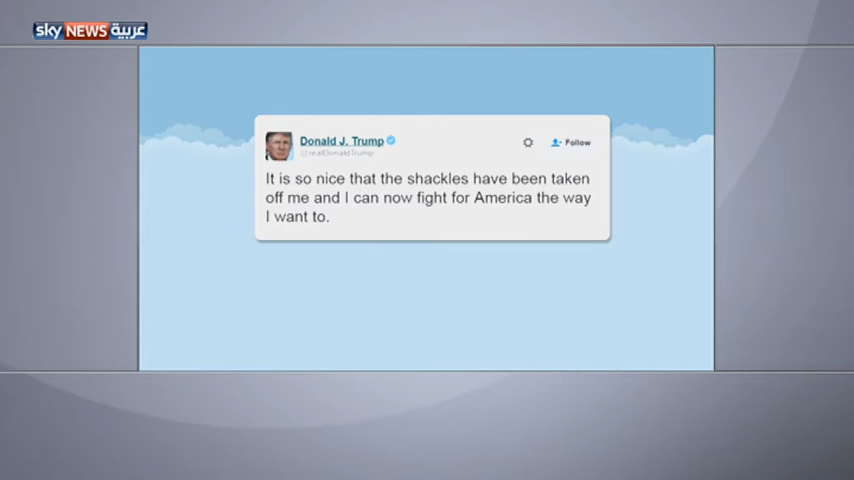 sky NEWS عربية
Donald J. Trump
@realDonaldTrump
Follow
It is so nice that the shackles have been taken
off me and I can now fight for America the way
I want to.